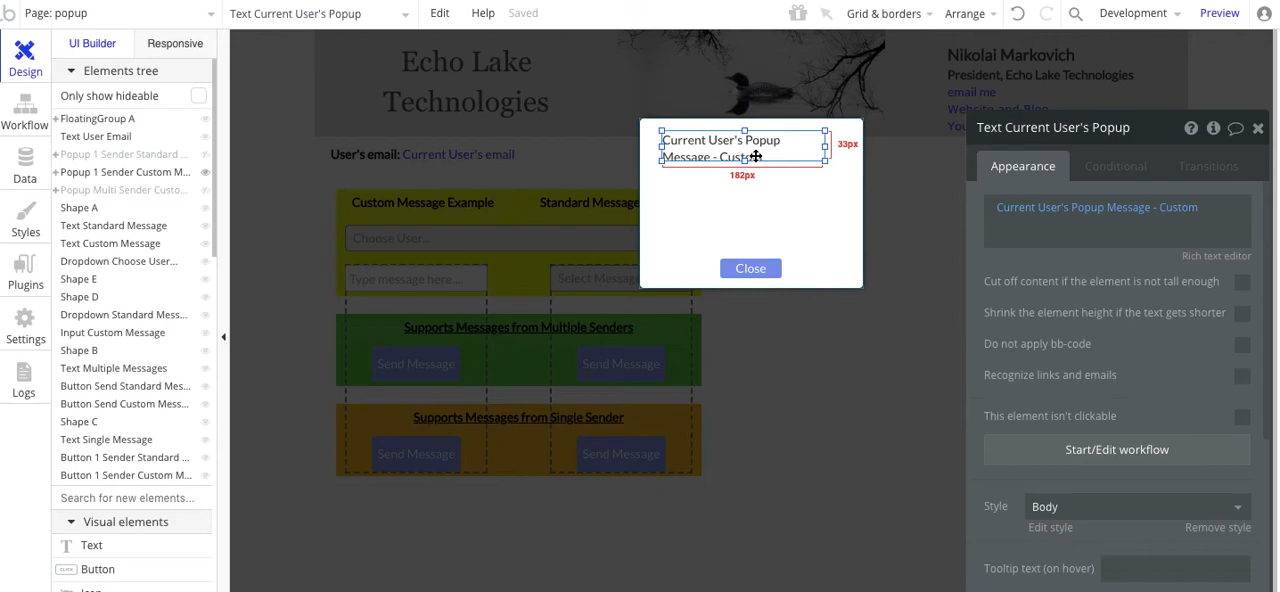 .b
Page: popup
Text Current User's Popup
Edit
Help
Saved
Grid & borders
Arrange
Development
Preview
Design
Workflow
Data
Styles
Plugins
Settings
Logs
UI Builder
Responsive
Elements tree
Only show hideable
FloatingGroup A
Text User Email
Popup 1 Sender Standard ...
Popup 1 Sender Custom M...
Popup Multi Sender Custo...
Shape A
Text Standard Message
Text Custom Message
Dropdown Choose User...
Shape E
Shape D
Dropdown Standard Mess...
Input Custom Message
Shape B
Text Multiple Messages
Button Send Standard Mes...
Button Send Custom Mess...
Shape C
Text Single Message
Button 1 Sender Standard ...
Button 1 Sender Custom M...
Search for new elements...
Visual elements
Text
Button
CLICK
Echo Lake
Technologies
Nikolai Markovich
President, Echo Lake Technologies
email me
Website and Blog
User's email: Current User's email
Custom Message Example
Standard Message
Choose User...
Type message here...
Select Message
Supports Messages from Multiple Senders
Send Message
Send Message
Supports Messages from Single Sender
Send Message
Send Message
Current User's Popup
Message - Custom
33px
182px
Close
Text Current User's Popup
Appearance
Conditional
Transitions
Current User's Popup Message - Custom
Rich text editor
Cut off content if the element is not tall enough
Shrink the element height if the text gets shorter
Do not apply bb-code
Recognize links and emails
This element isn't clickable
Start/Edit workflow
Style
Body
Edit style
Remove style
Tooltip text (on hover)